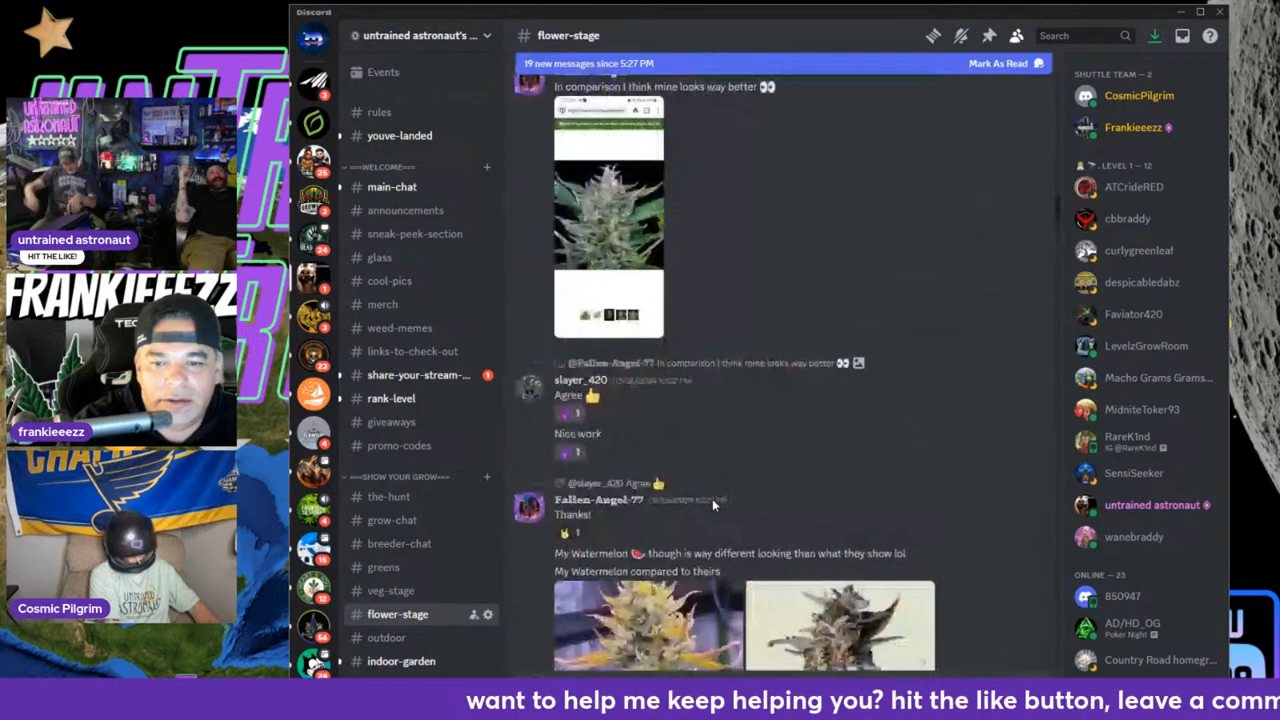 Discord
untrained astronaut's ...
# flower-stage
Search
19 new messages since 5:27 PM
Mark As Read
Events
rules
youve-landed
===WELCOME===
# main-chat
# announcements
# sneak-peek-section
# glass
# cool-pics
# merch
# weed-memes
# links-to-check-out
# share-your-stream-... 1
# rank-level
# giveaways
# promo-codes
===SHOW YOUR GROW===
# the-hunt
# grow-chat
# breeder-chat
# greens
# veg-stage
# flower-stage
# outdoor
# indoor-garden
In comparison I think mine looks way better 👀
@Fallen-Angel-77 In comparison I think mine looks way better 👀
slayer_420
Agree 👍
1
Nice work
1
@slayer_420 Agree 👍
Fallen-Angel-77
Thanks!
1
My Watermelon 🍉 though is way different looking than what they show lol
My Watermelon compared to theirs
SHUTTLE TEAM — 2
CosmicPilgrim
Frankieeezz
LEVEL 1 — 12
ATCrideRED
cbbraddy
curlygreenleaf
despicabledabz
Faviator420
LevelzGrowRoom
Macho Grams Grams...
MidniteToker93
RareK1nd
IG @RareK1nd
SensiSeeker
untrained astronaut
wanebraddy
ONLINE — 23
850947
AD/HD_OG
Poker Night
Country Road homegr...
untrained astronaut
HIT THE LIKE!
FRANKIEEEZZ
frankieeezz
Cosmic Pilgrim
want to help me keep helping you? hit the like button, leave a comm